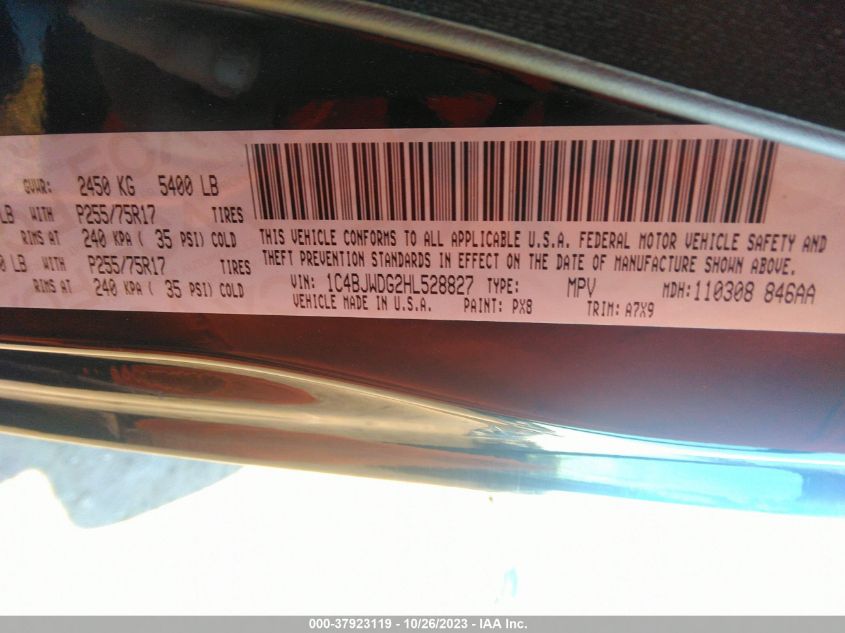 GVWR: 2450 KG 5400 LB
LB WITH P255/75R17 TIRES
RIMS AT 240 KPA ( 35 PSI) COLD
0 LB WITH P255/75R17 TIRES
RIMS AT 240 KPA ( 35 PSI) COLD
THIS VEHICLE CONFORMS TO ALL APPLICABLE U.S.A. FEDERAL MOTOR VEHICLE SAFETY AND
THEFT PREVENTION STANDARDS IN EFFECT ON THE DATE OF MANUFACTURE SHOWN ABOVE.
VIN: 1C4BJWDG2HL528827 TYPE: MPV MDH: 110308 846AA
VEHICLE MADE IN U.S.A. PAINT: PX8 TRIM: A7X9
000-37923119 - 10/26/2023 - IAA Inc.